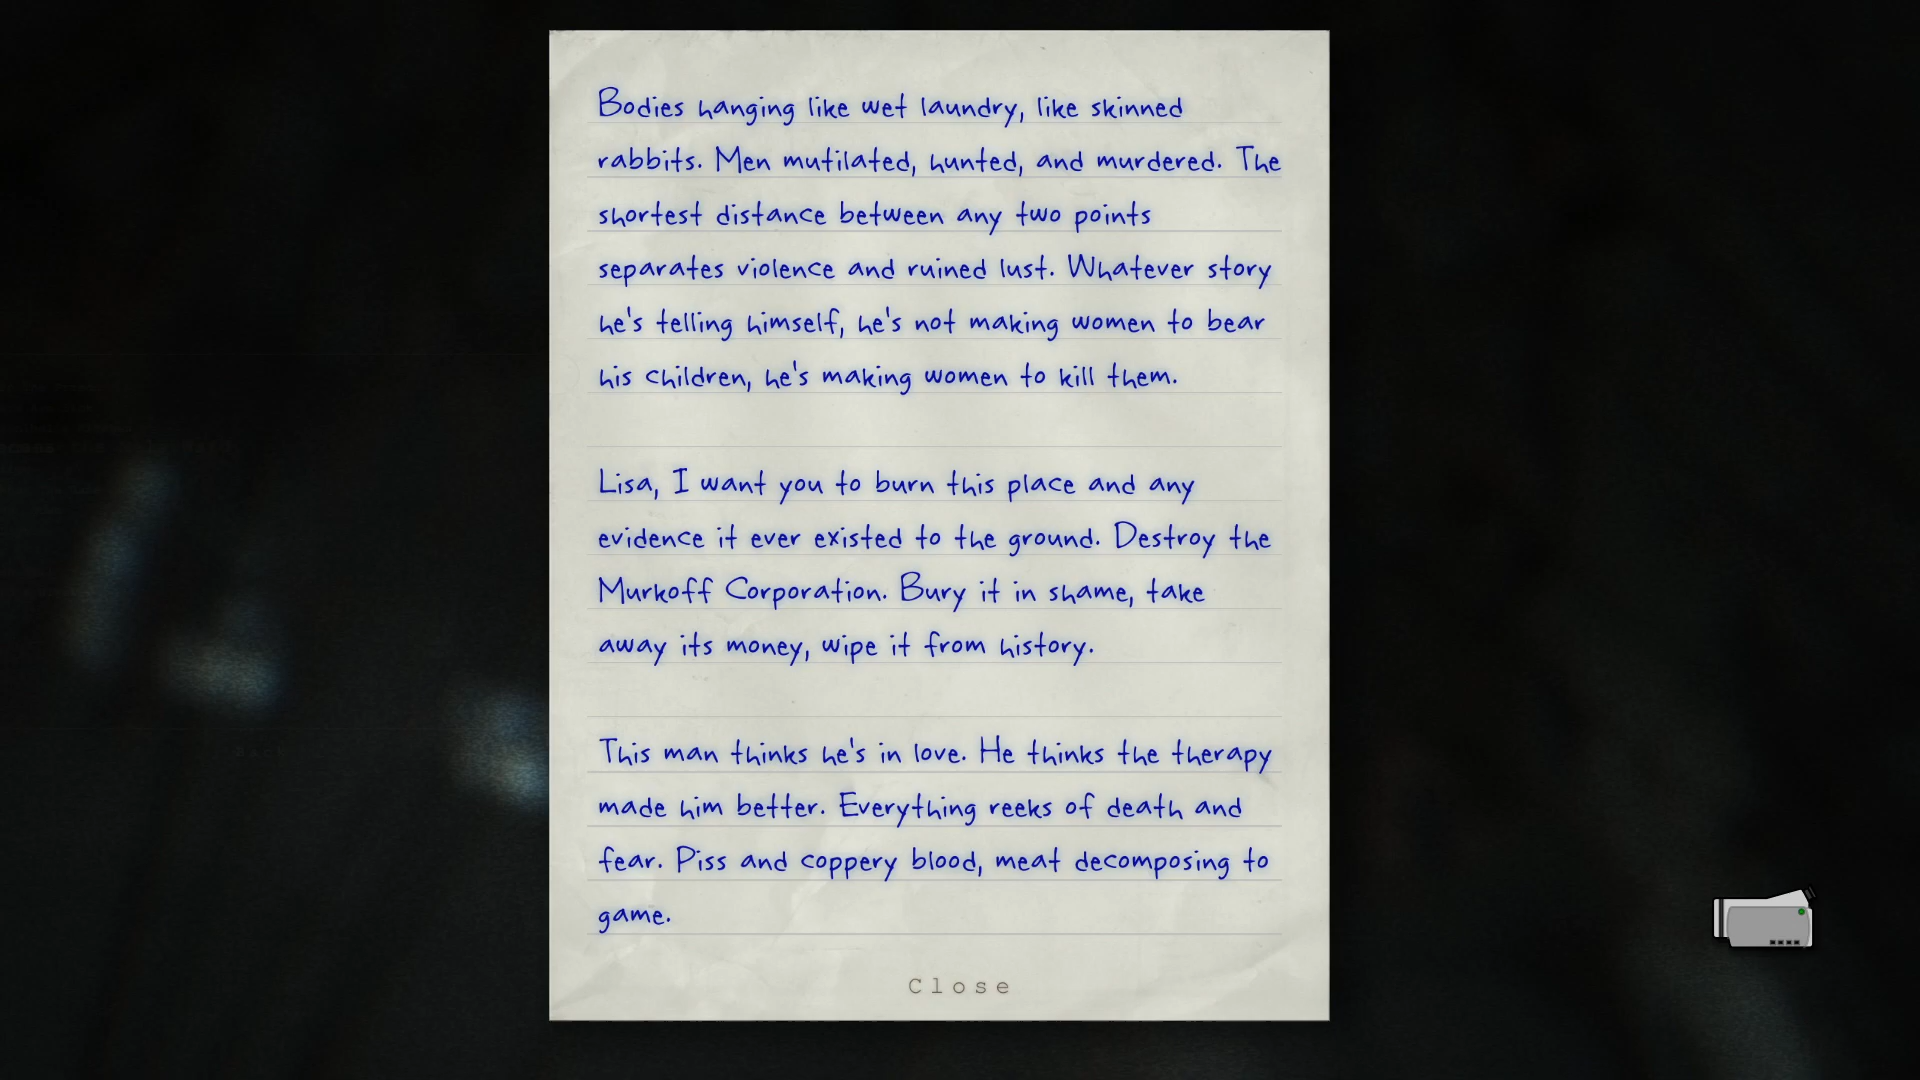 Bodies hanging like wet laundry, like skinned
rabbits. Men mutilated, hunted, and murdered. The
shortest distance between any two points
separates violence and ruined lust. Whatever story
he's telling himself, he's not making women to bear
his children, he's making women to kill them.
Lisa, I want you to burn this place and any
evidence it ever existed to the ground. Destroy the
Murkoff Corporation. Bury it in shame, take
away its money, wipe it from history.
This man thinks he's in love. He thinks the therapy
made him better. Everything reeks of death and
fear. Piss and coppery blood, meat decomposing to
game.
Close